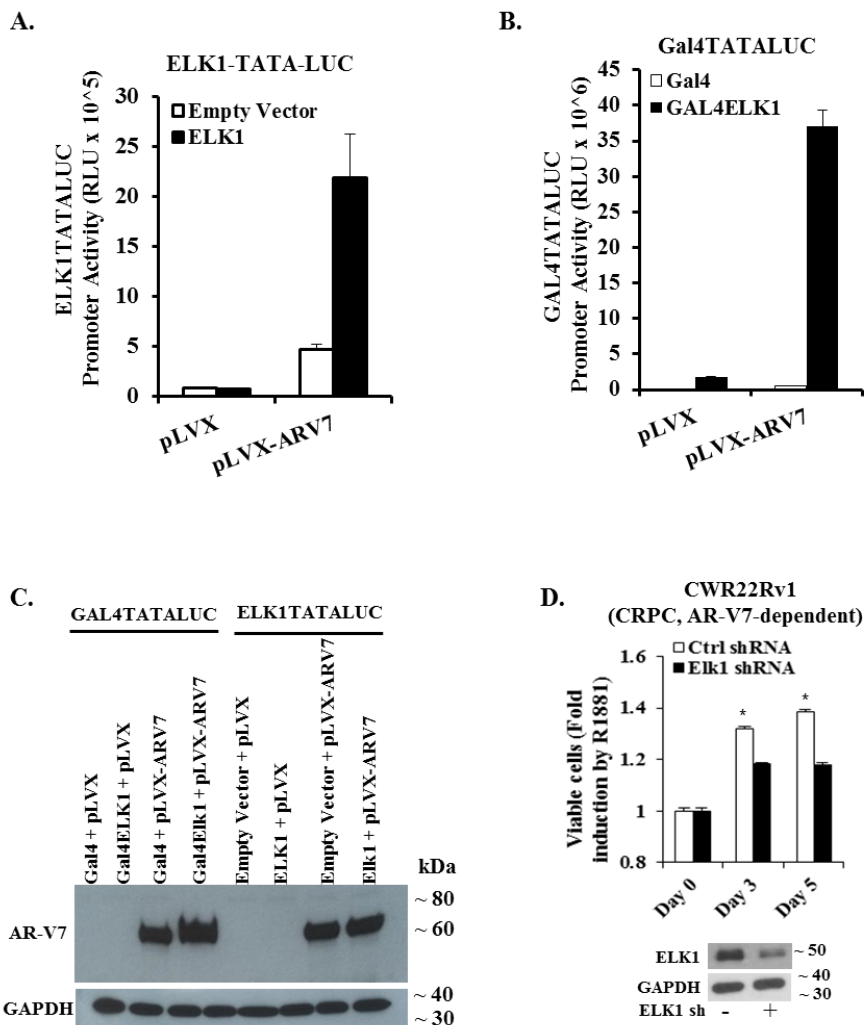 A.
ELK1-TATA-LUC
Empty Vector
ELK1
ELK1TATALUC
Promoter Activity (RLU x 10^5)
30
25
20
15
10
5
0
pLVX
pLVX-ARV7
B.
Gal4TATALUC
Gal4
GAL4ELK1
GAL4TATALUC
Promoter Activity (RLU x 10^6)
45
40
35
30
25
20
15
10
5
0
pLVX
pLVX-ARV7
C.
GAL4TATALUC
ELK1TATALUC
Gal4 + pLVX
Gal4ELK1 + pLVX
Gal4 + pLVX-ARV7
Gal4Elk1 + pLVX-ARV7
Empty Vector + pLVX
ELK1 + pLVX
Empty Vector + pLVX-ARV7
Elk1 + pLVX-ARV7
kDa
~ 80
AR-V7
~ 60
GAPDH
~ 40
~ 30
D.
CWR22Rv1
(CRPC, AR-V7-dependent)
Ctrl shRNA
Elk1 shRNA
Viable cells (Fold
induction by R1881)
1.6
1.4
1.2
1
0.8
*
*
Day 0
Day 3
Day 5
ELK1
~ 50
~ 40
GAPDH
~ 30
ELK1 sh - +